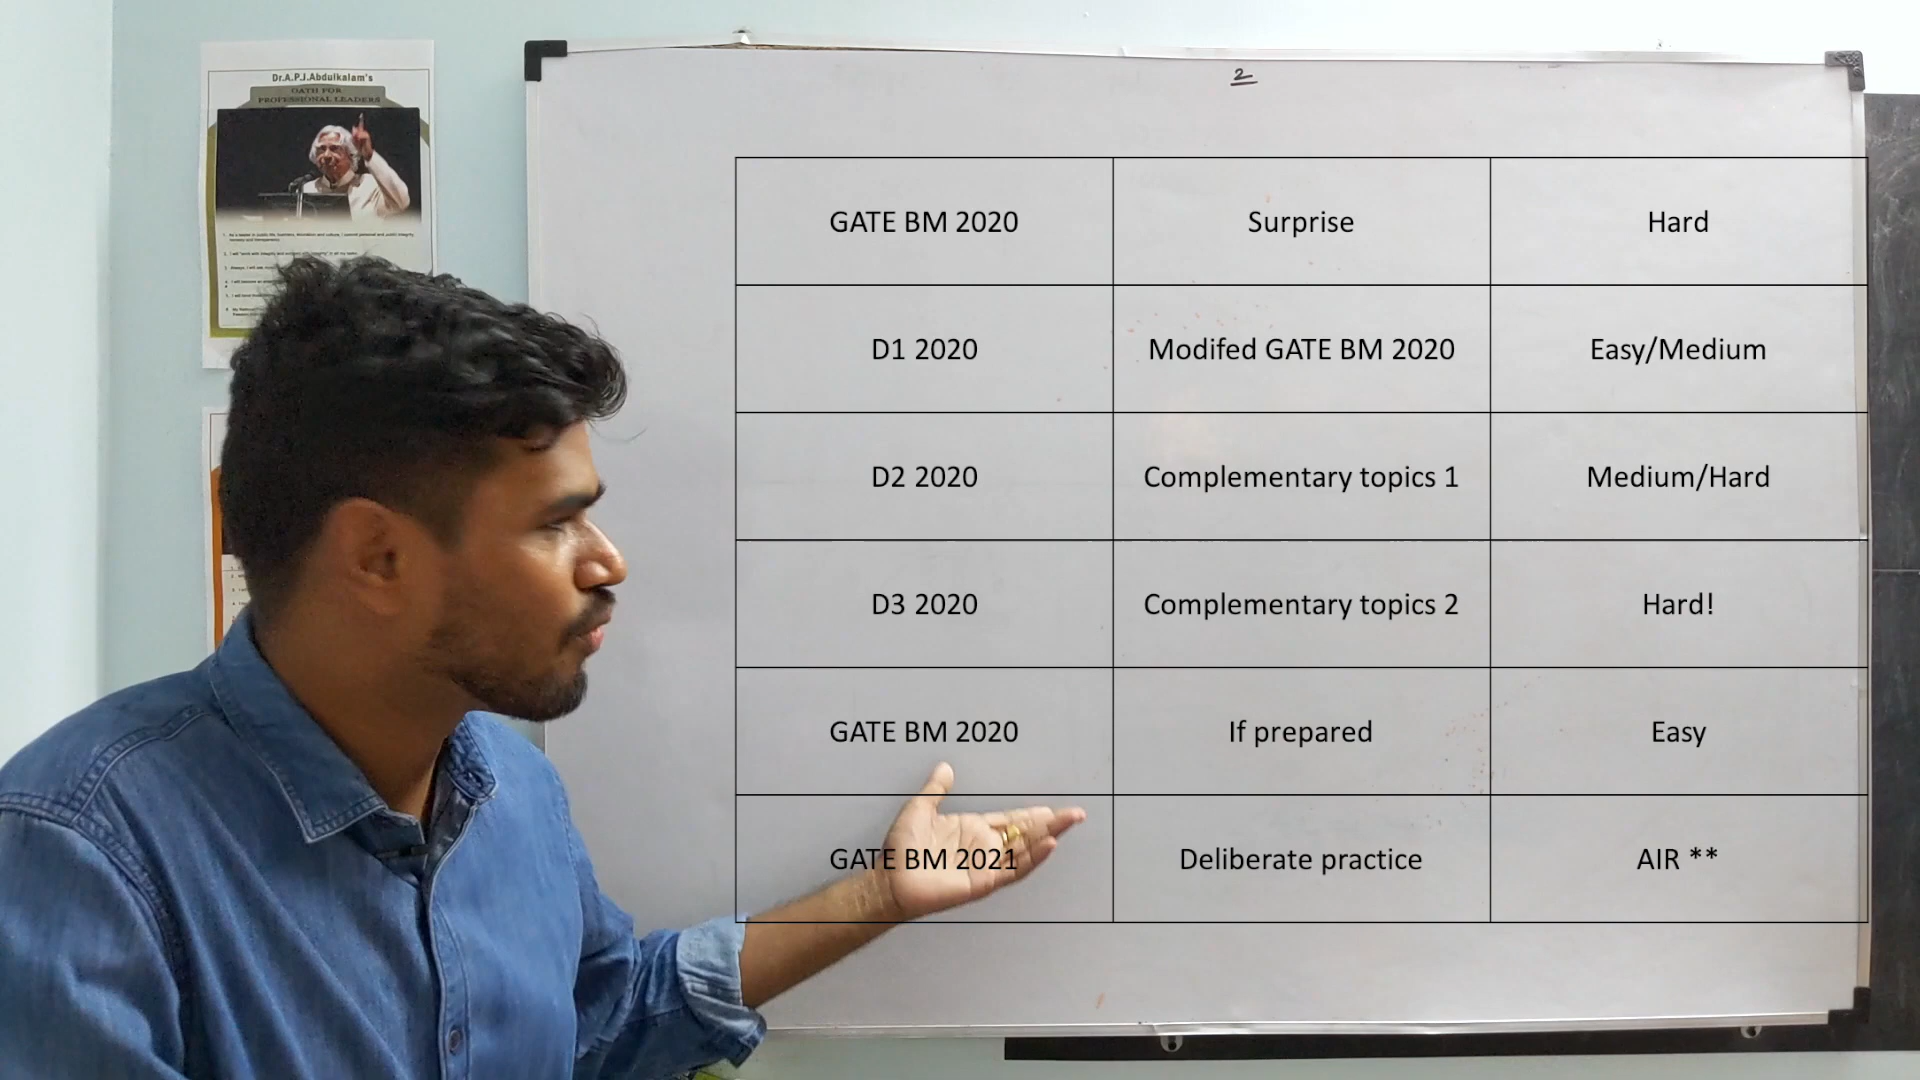 Dr.A.P.J.Abdulkalam's
OATH FOR
PROFESSIONAL LEADERS
2
GATE BM 2020 Surprise Hard
D1 2020 Modifed GATE BM 2020 Easy/Medium
D2 2020 Complementary topics 1 Medium/Hard
D3 2020 Complementary topics 2 Hard!
GATE BM 2020 If prepared Easy
GATE BM 2021 Deliberate practice AIR **